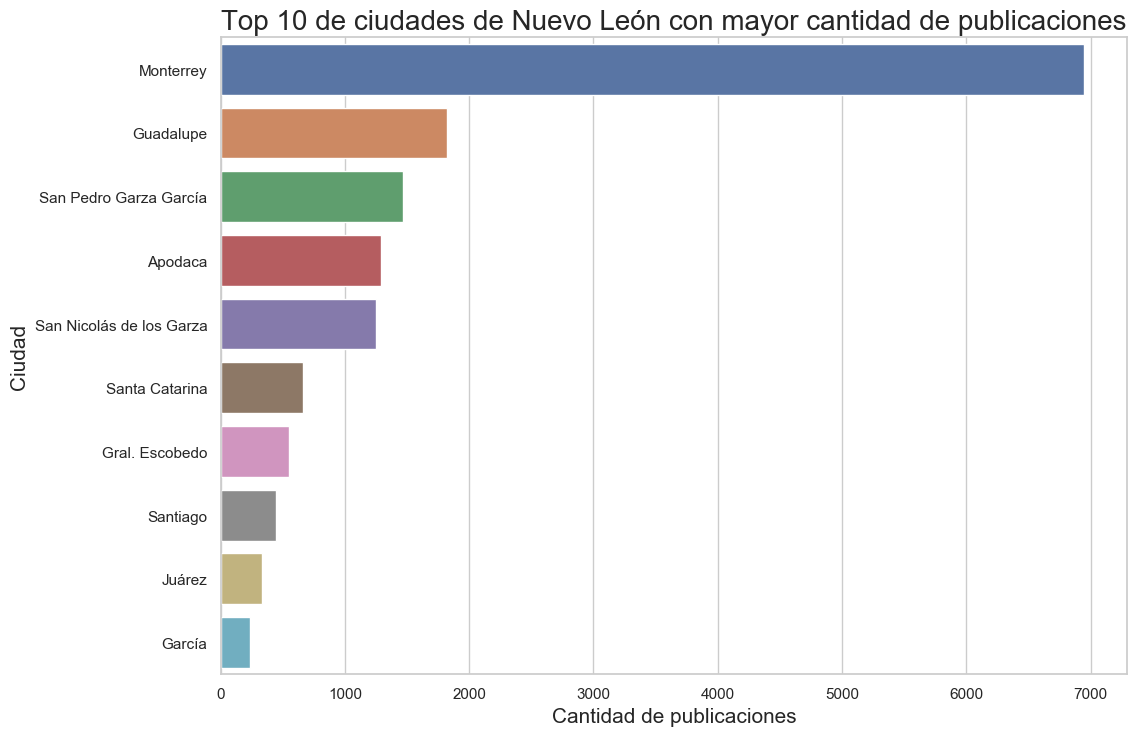 Top 10 de ciudades de Nuevo León con mayor cantidad de publicaciones
Ciudad
Monterrey
Guadalupe
San Pedro Garza García
Apodaca
San Nicolás de los Garza
Santa Catarina
Gral. Escobedo
Santiago
Juárez
García
0 1000 2000 3000 4000 5000 6000 7000
Cantidad de publicaciones